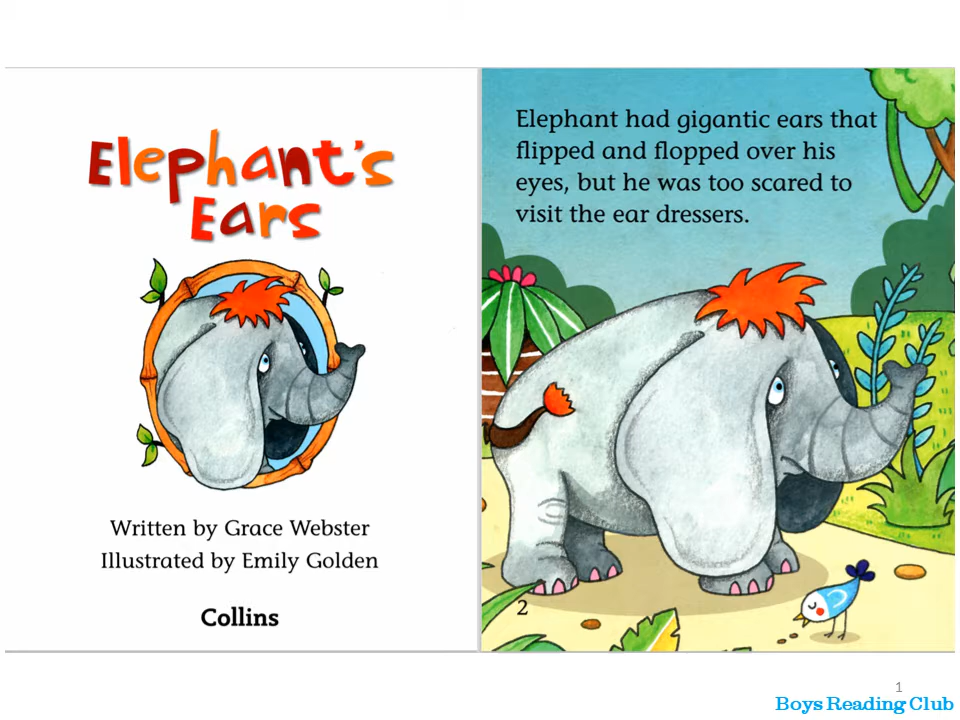 Elephant's
Ears
Written by Grace Webster
Illustrated by Emily Golden
Collins
Elephant had gigantic ears that
flipped and flopped over his
eyes, but he was too scared to
visit the ear dressers.
2
1
Boys Reading Club